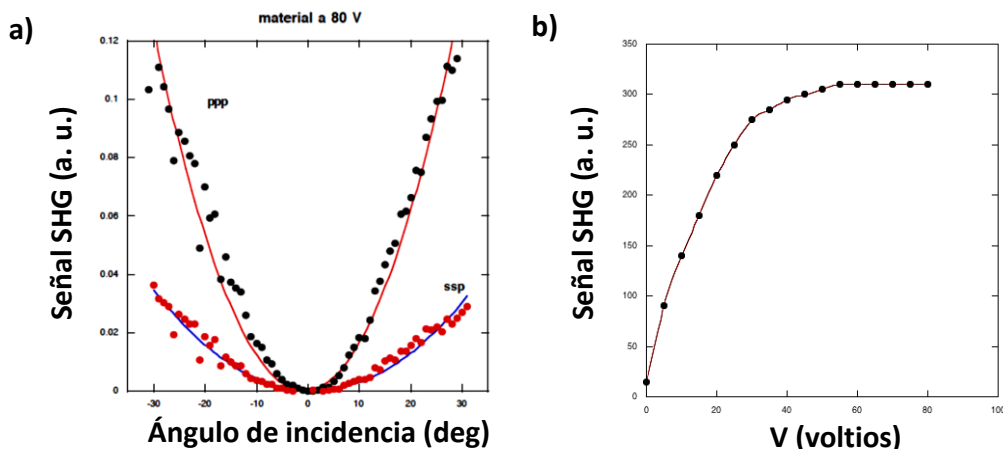 a)
material a 80 V
Señal SHG (a. u.)
0.12
0.1
0.08
0.06
0.04
0.02
0
ppp
ssp
-30 -20 -10 0 10 20 30
Ángulo de incidencia (deg)
b)
Señal SHG (a. u.)
350
300
250
200
150
100
50
0
0 20 40 60 80 100
V (voltios)